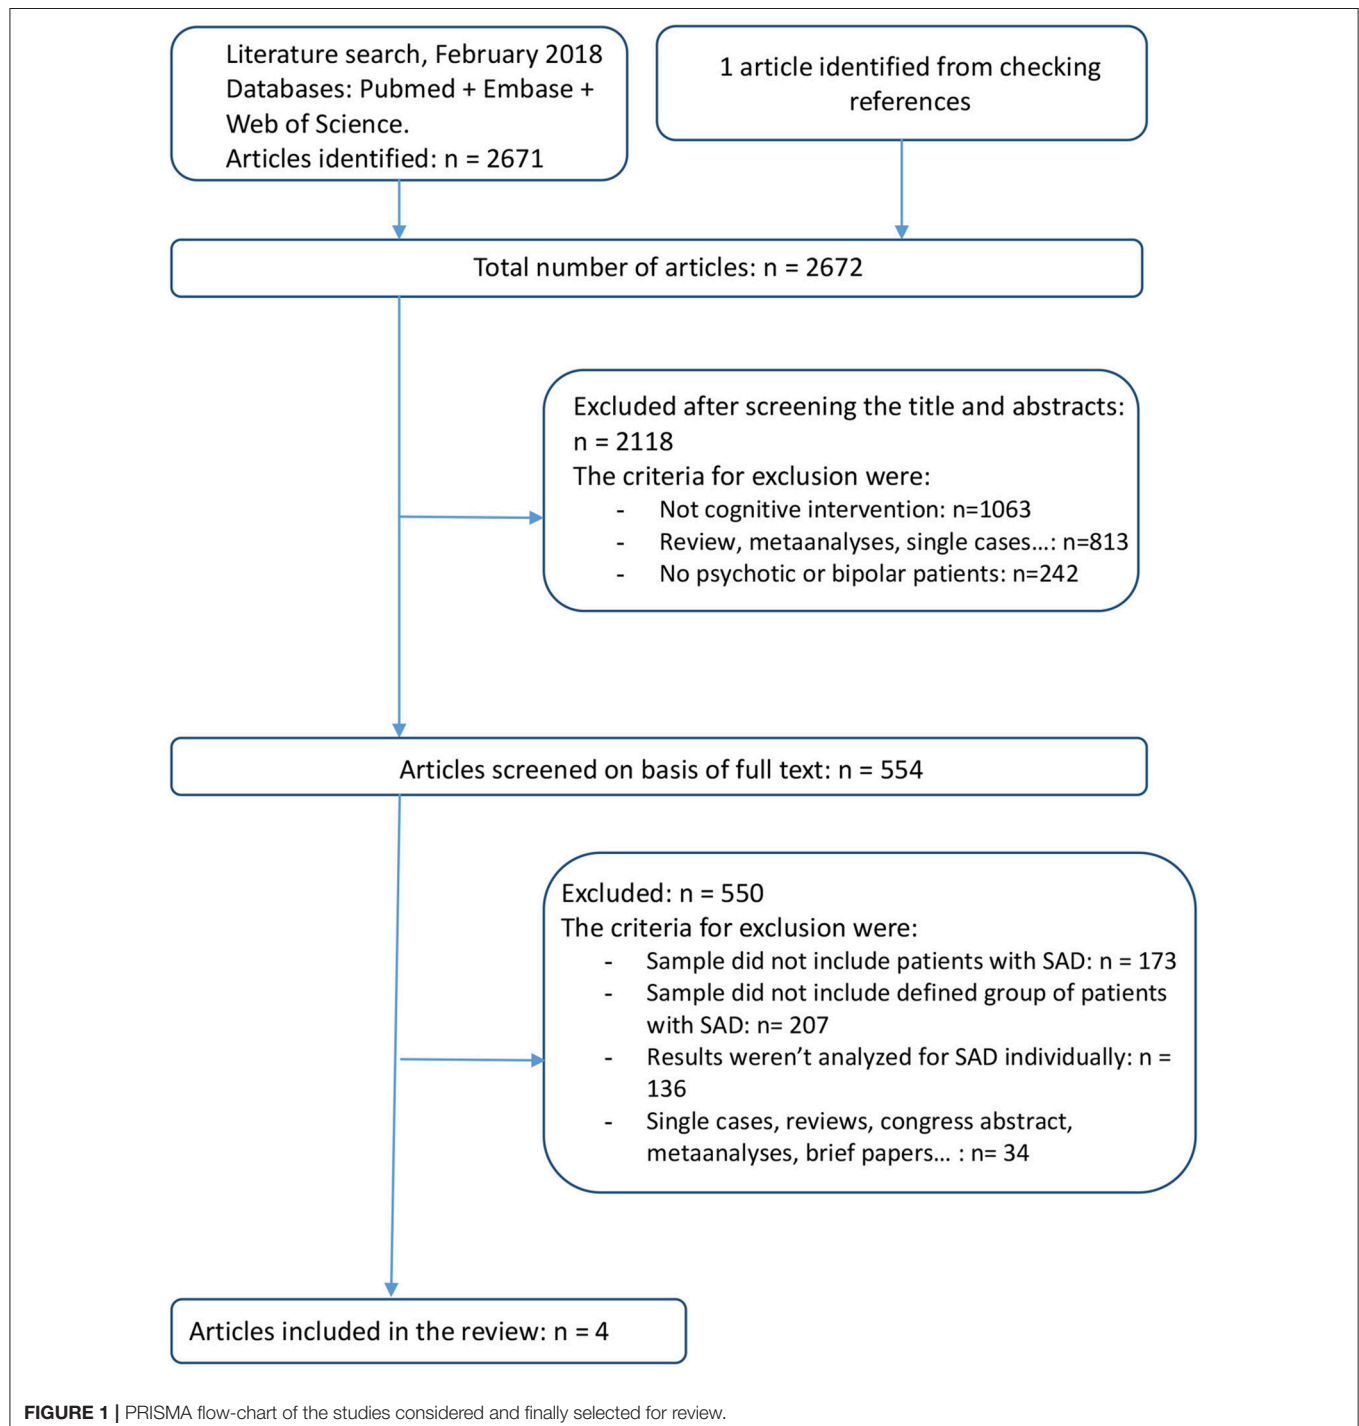 Literature search, February 2018
Databases: Pubmed + Embase +
Web of Science.
Articles identified: n = 2671
1 article identified from checking
references
Total number of articles: n = 2672
Excluded after screening the title and abstracts:
n = 2118
The criteria for exclusion were:
- Not cognitive intervention: n=1063
- Review, metaanalyses, single cases...: n=813
- No psychotic or bipolar patients: n=242
Articles screened on basis of full text: n = 554
Excluded: n = 550
The criteria for exclusion were:
- Sample did not include patients with SAD: n = 173
- Sample did not include defined group of patients
with SAD: n= 207
- Results weren’t analyzed for SAD individually: n =
136
- Single cases, reviews, congress abstract,
metaanalyses, brief papers... : n= 34
Articles included in the review: n = 4
FIGURE 1 | PRISMA flow-chart of the studies considered and finally selected for review.